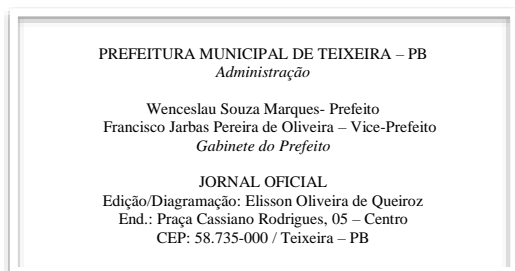 PREFEITURA MUNICIPAL DE TEIXEIRA – PB
Administração
Wenceslau Souza Marques- Prefeito
Francisco Jarbas Pereira de Oliveira – Vice-Prefeito
Gabinete do Prefeito
JORNAL OFICIAL
Edição/Diagramação: Elisson Oliveira de Queiroz
End.: Praça Cassiano Rodrigues, 05 – Centro
CEP: 58.735-000 / Teixeira – PB